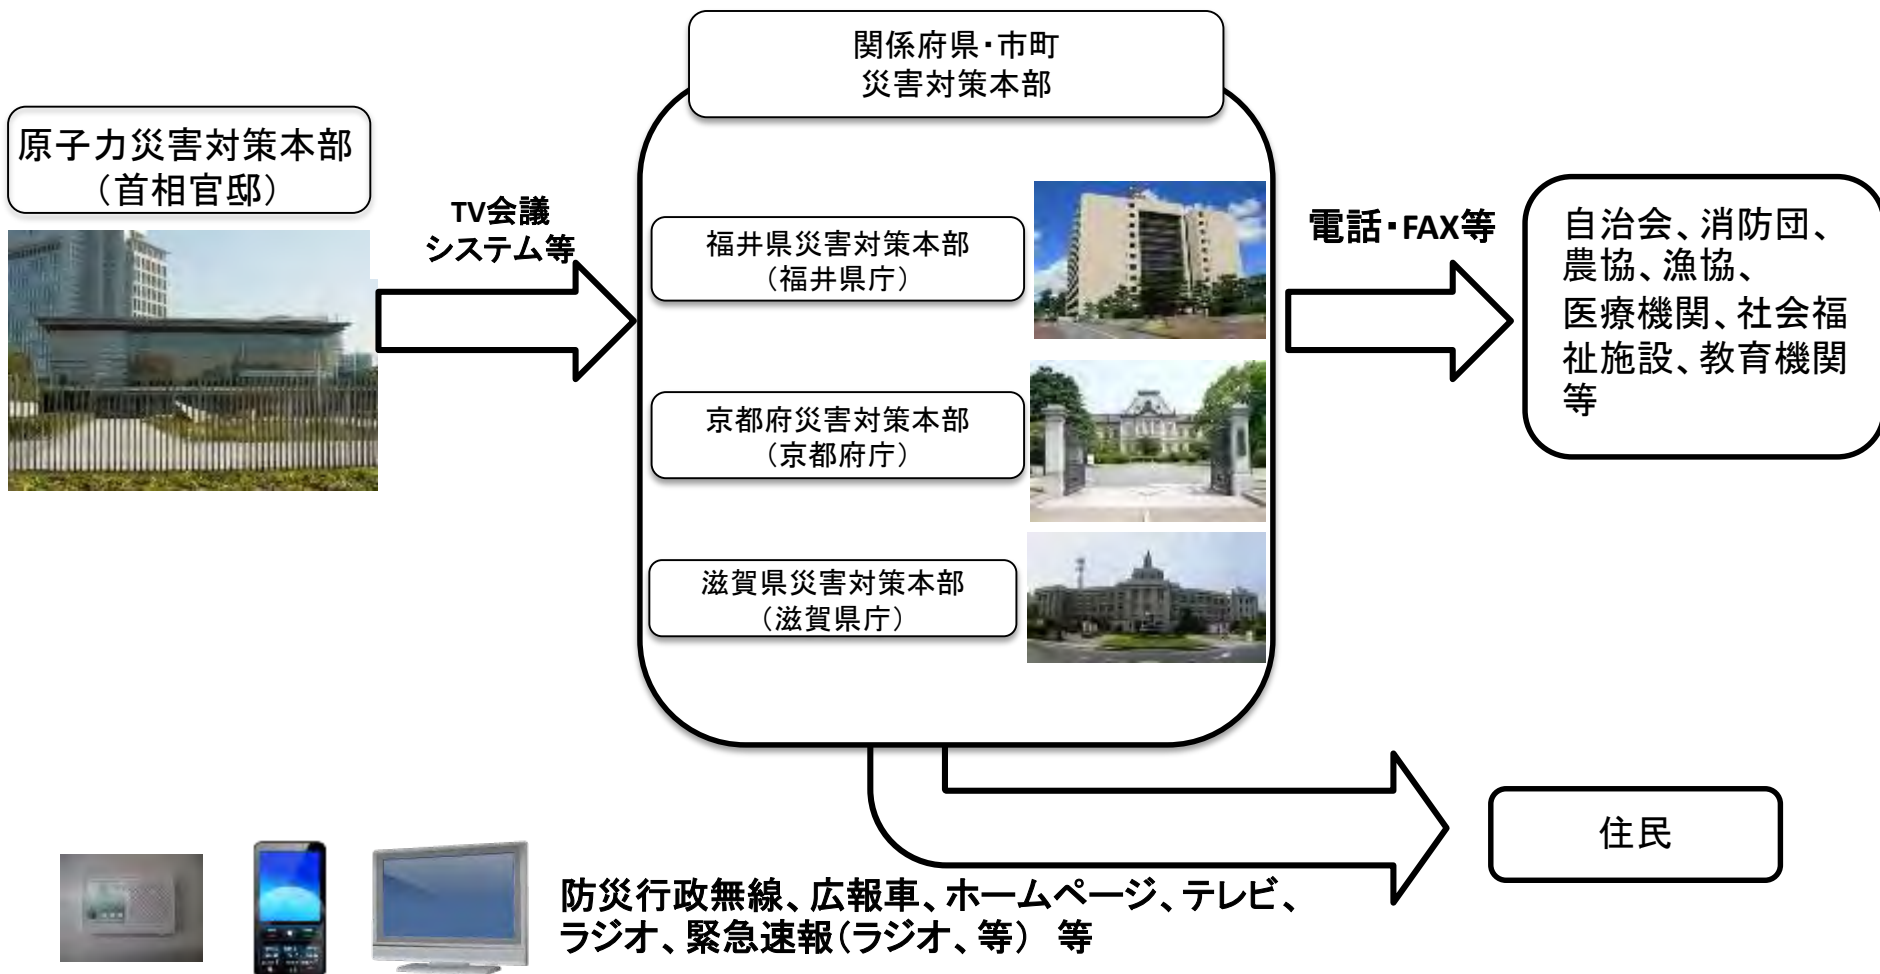 関係府県・市町
災害対策本部
原子力災害対策本部
（首相官邸）
TV会議
システム等
福井県災害対策本部
（福井県庁）
京都府災害対策本部
（京都府庁）
滋賀県災害対策本部
（滋賀県庁）
電話・FAX等
自治会、消防団、
農協、漁協、
医療機関、社会福
祉施設、教育機関
等
住民
防災行政無線、広報車、ホームページ、テレビ、
ラジオ、緊急速報（ラジオ、等）　等